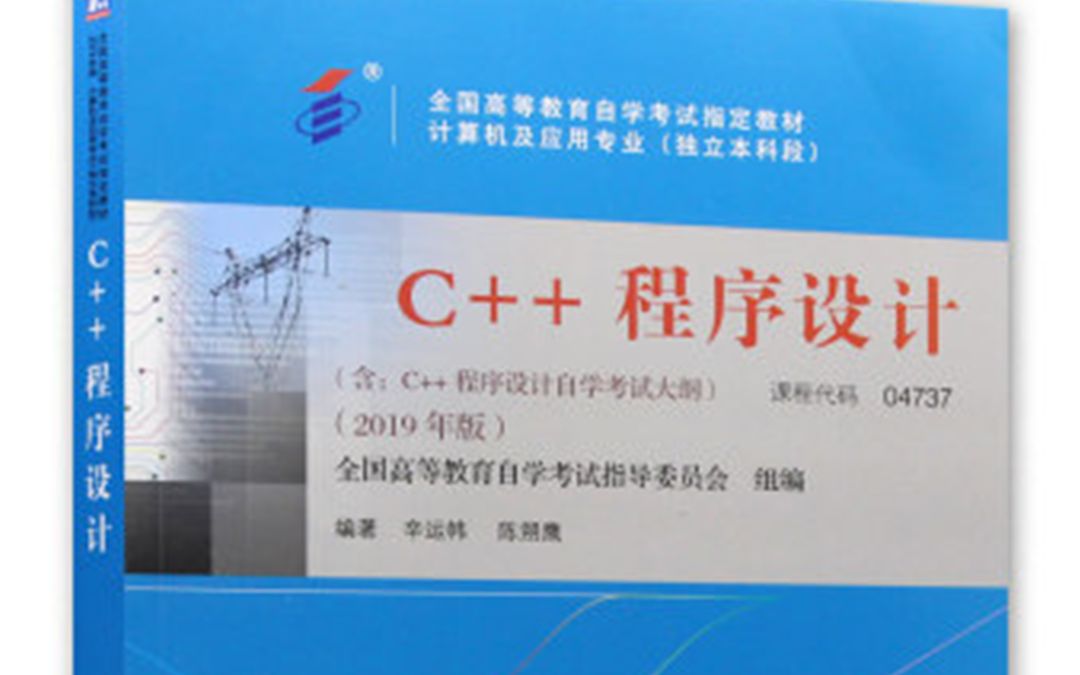 全国高等教育自学考试指定教材
计算机及应用专业（独立本科段）
C++ 程序设计
（含：C++ 程序设计自学考试大纲） 课程代码 04737
（2019 年版）
全国高等教育自学考试指导委员会 组编
编著 辛运帏 陈朔鹰
C++程序设计